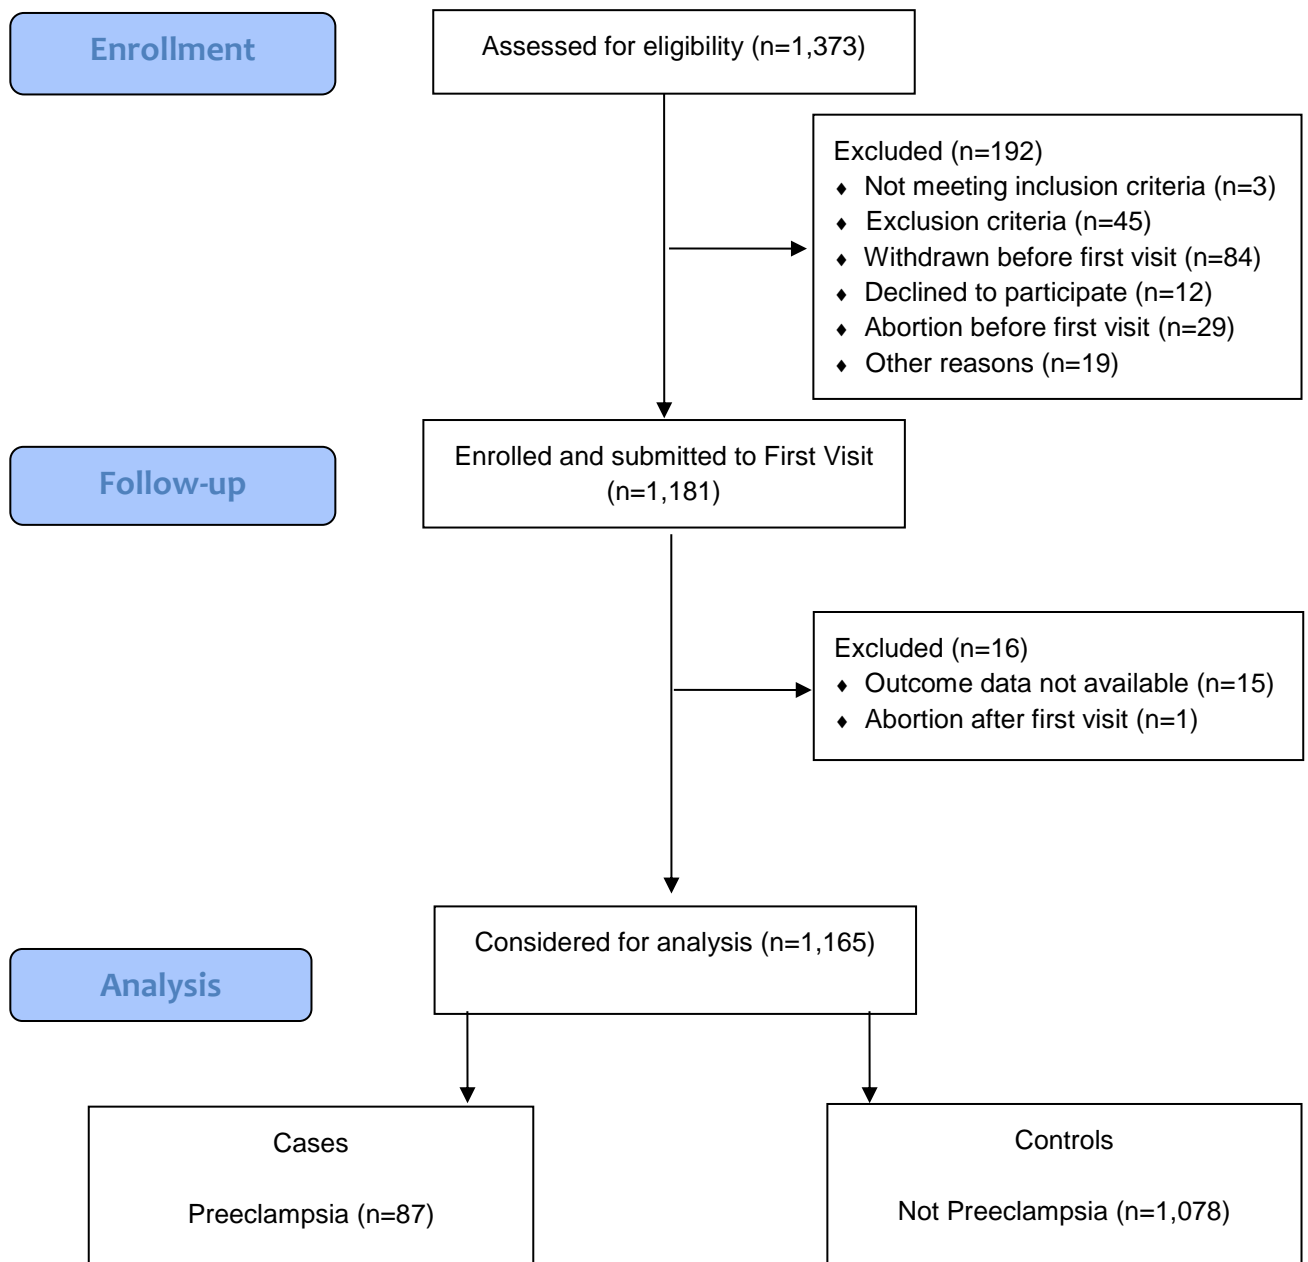 Enrollment
Assessed for eligibility (n=1,373)
Excluded (n=192)
♦ Not meeting inclusion criteria (n=3)
♦ Exclusion criteria (n=45)
♦ Withdrawn before first visit (n=84)
♦ Declined to participate (n=12)
♦ Abortion before first visit (n=29)
♦ Other reasons (n=19)
Follow-up
Enrolled and submitted to First Visit
(n=1,181)
Excluded (n=16)
♦ Outcome data not available (n=15)
♦ Abortion after first visit (n=1)
Analysis
Considered for analysis (n=1,165)
Cases
Preeclampsia (n=87)
Controls
Not Preeclampsia (n=1,078)